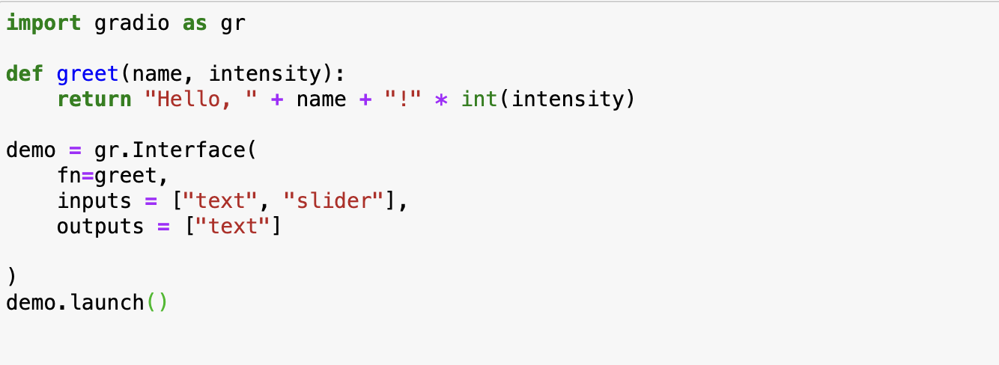 import gradio as gr
def greet(name, intensity):
    return "Hello, " + name + "!" * int(intensity)
demo = gr.Interface(
    fn=greet,
    inputs = ["text", "slider"],
    outputs = ["text"]
)
demo.launch()